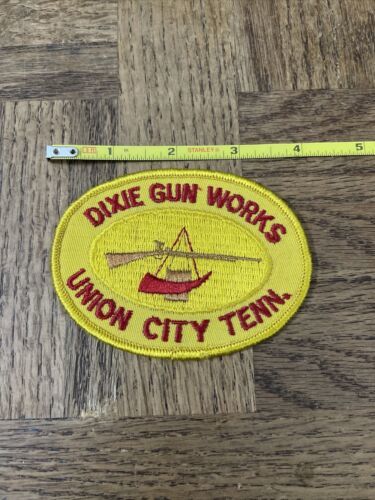 1 2 STANLEY 3 4 5
DIXIE GUN WORKS
UNION CITY TENN.